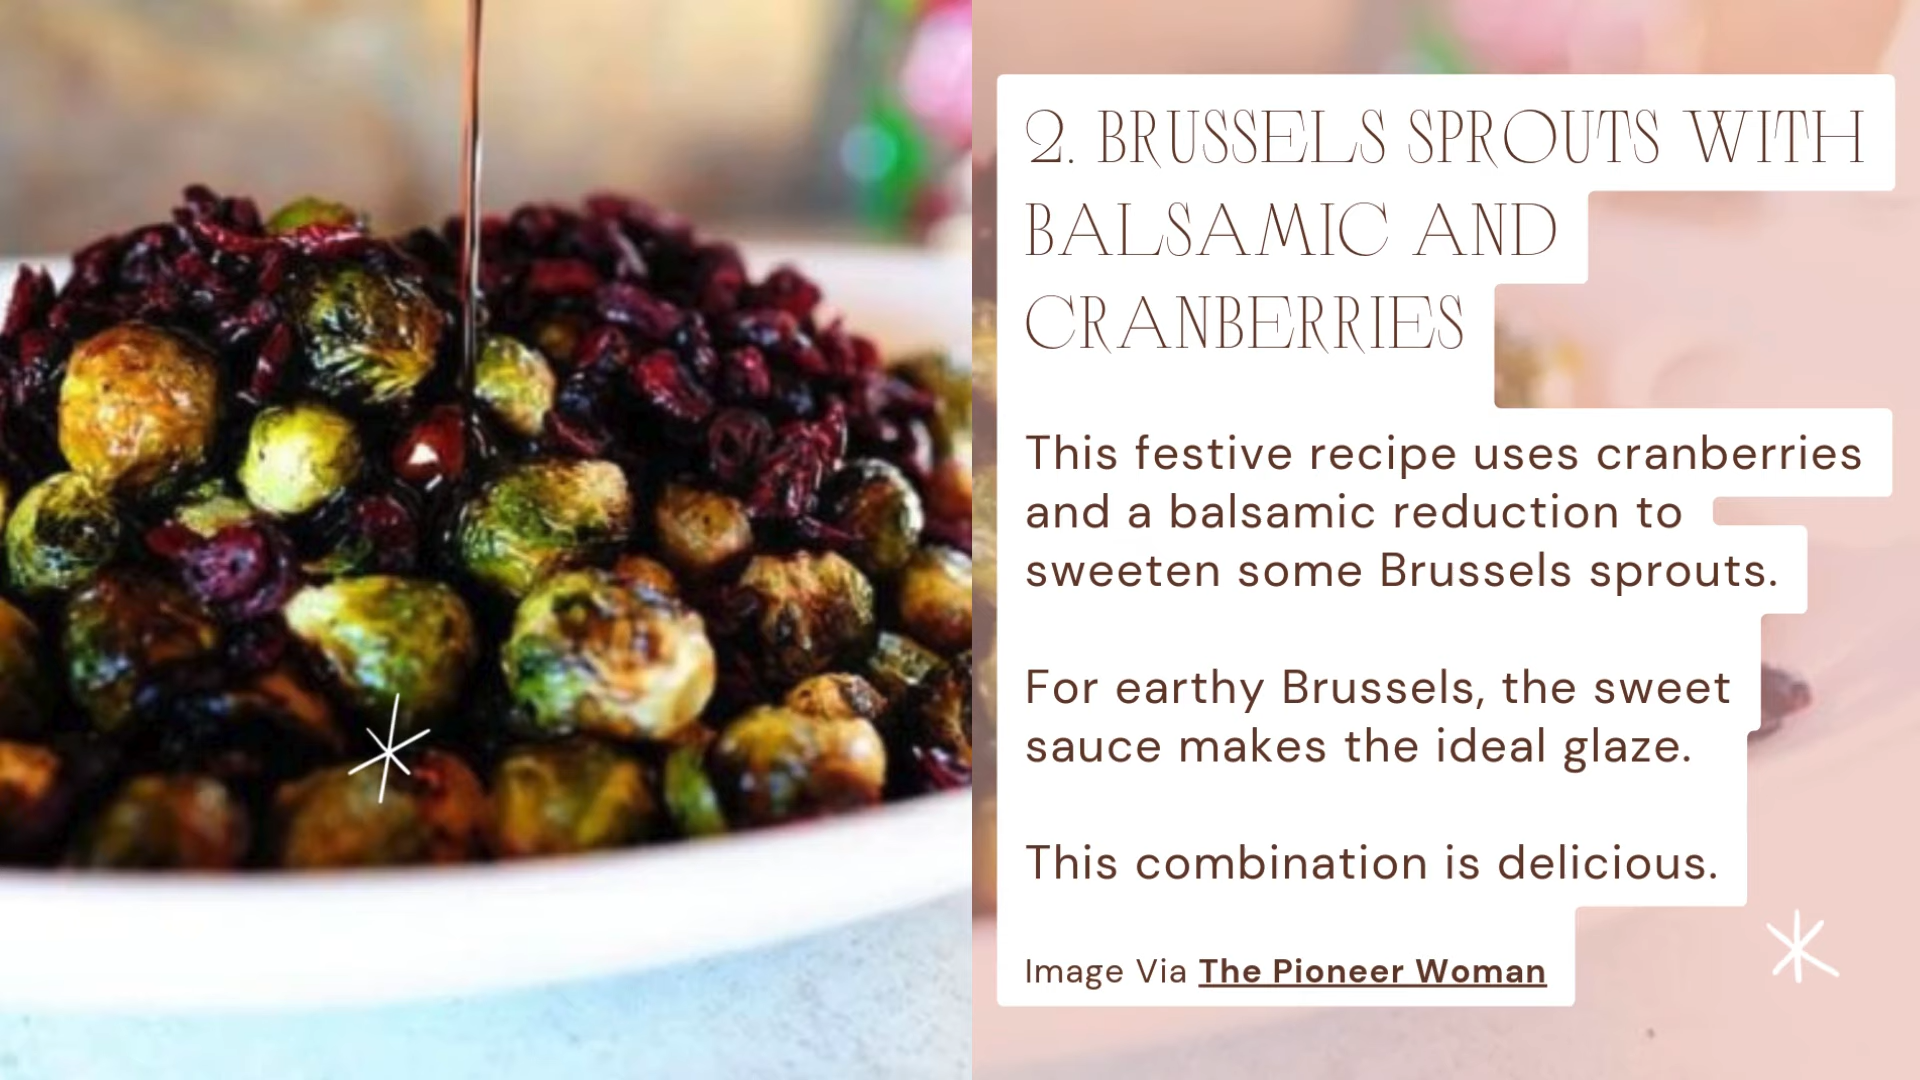 2. BRUSSELS SPROUTS WITH
BALSAMIC AND
CRANBERRIES
This festive recipe uses cranberries
and a balsamic reduction to
sweeten some Brussels sprouts.
For earthy Brussels, the sweet
sauce makes the ideal glaze.
This combination is delicious.
Image Via The Pioneer Woman